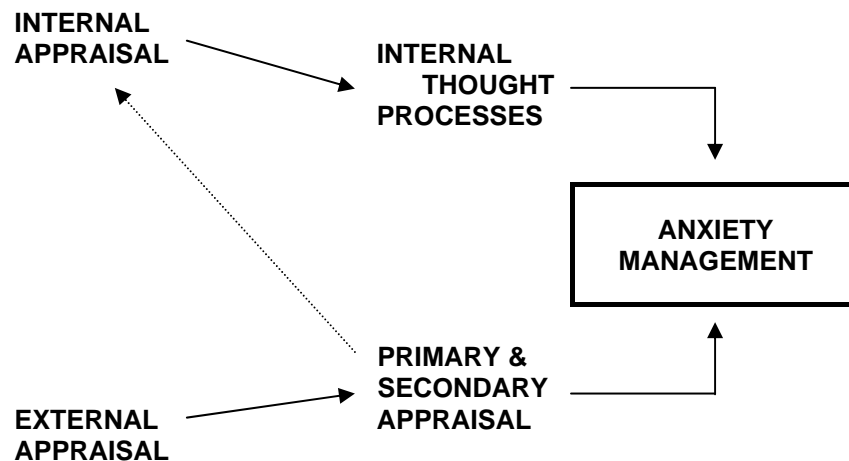 INTERNAL
APPRAISAL
INTERNAL
THOUGHT
PROCESSES
ANXIETY
MANAGEMENT
PRIMARY &
SECONDARY
APPRAISAL
EXTERNAL
APPRAISAL